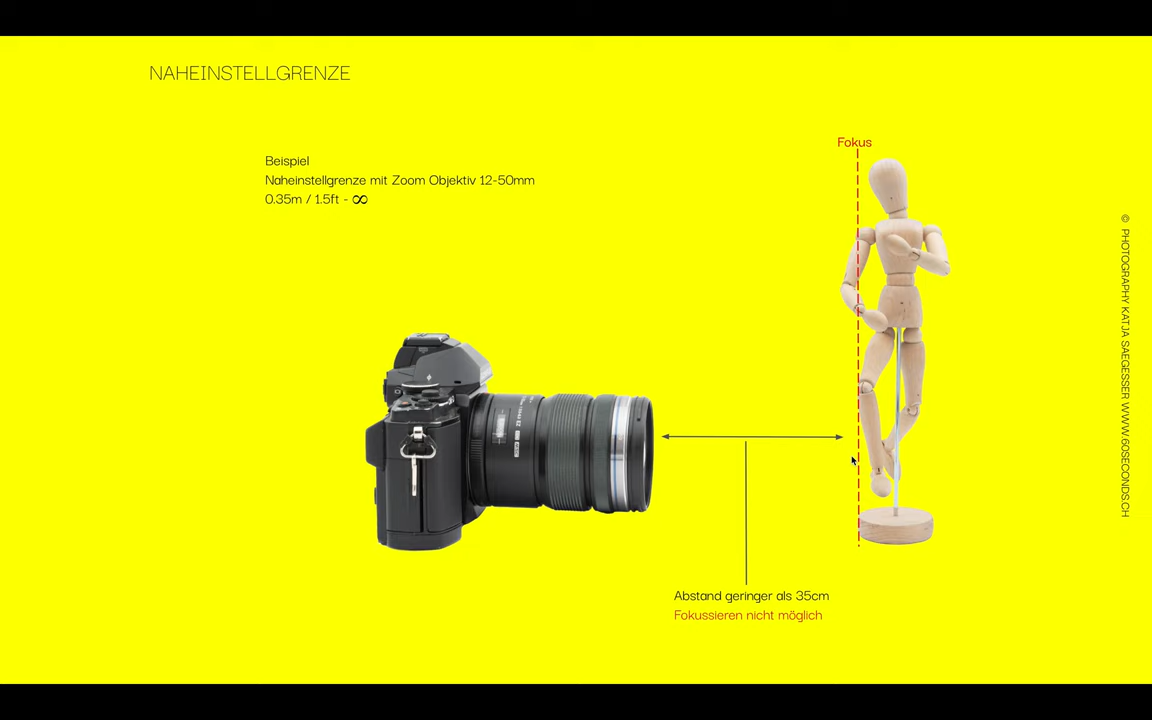 NAHEINSTELLGRENZE
Beispiel
Naheinstellgrenze mit Zoom Objektiv 12-50mm
0.35m / 1.5ft - ∞
Fokus
Abstand geringer als 35cm
Fokussieren nicht möglich
© PHOTOGRAPHY KATJA SAEGESSER WWW.60SECONDS.CH